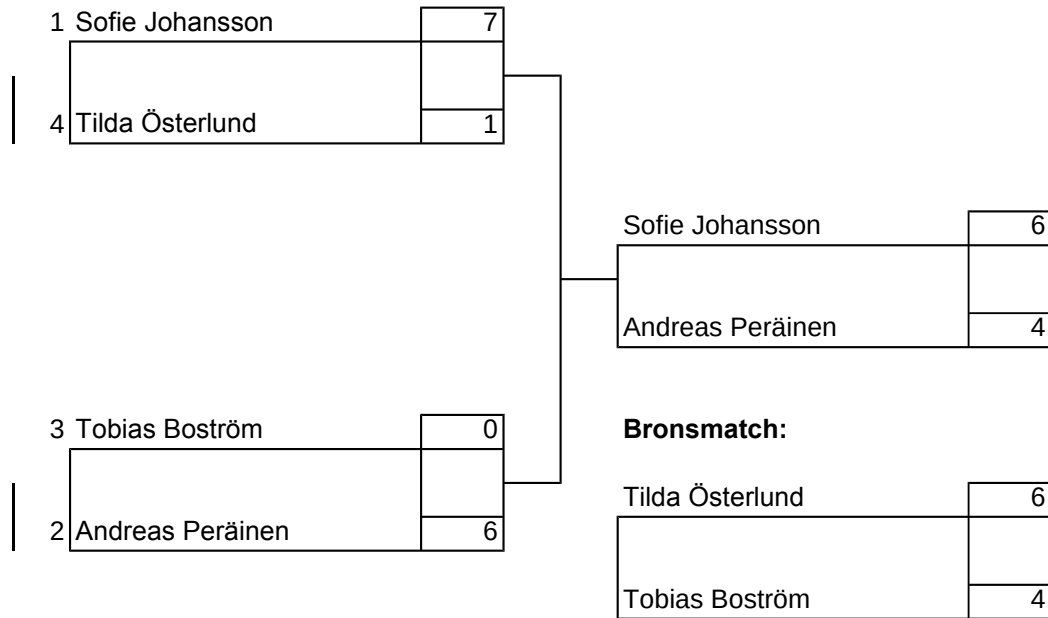 1 Sofie Johansson 7
4 Tilda Österlund 1
Sofie Johansson 6
Andreas Peräinen 4
3 Tobias Boström 0
2 Andreas Peräinen 6
Bronsmatch:
Tilda Österlund 6
Tobias Boström 4